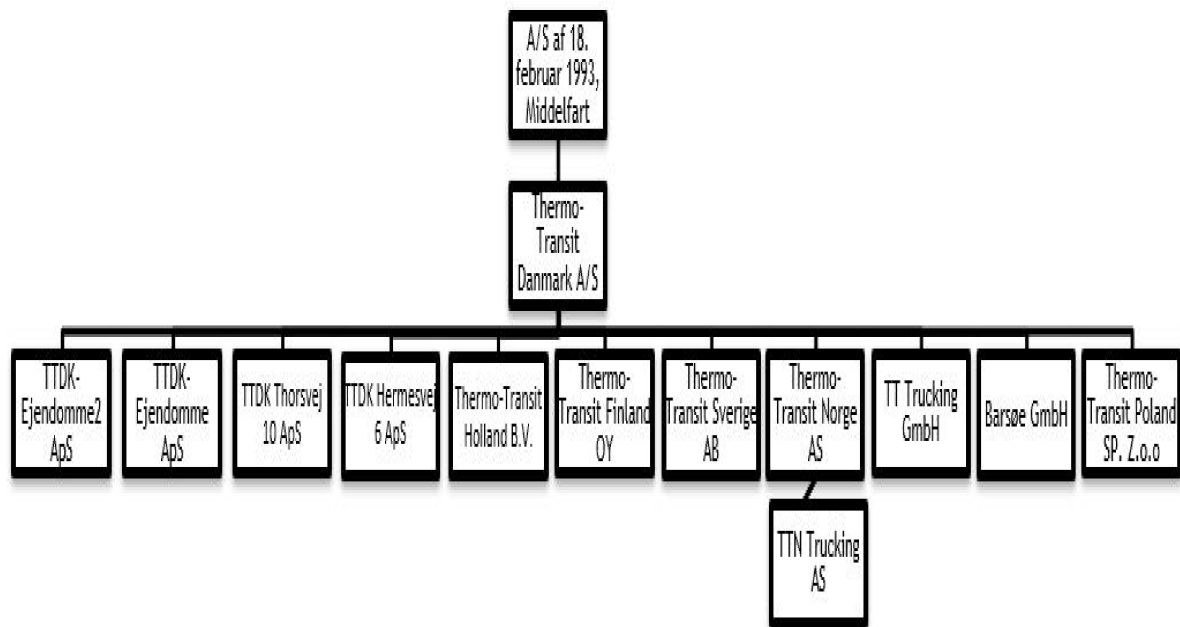 A/S af 18.
februar 1993,
Middelfart
Thermo-
Transit
Danmark A/S
TTDK-
Ejendomme2
ApS
TTDK-
Ejendomme
ApS
TTDK Thorsvej
10 ApS
TTDK Hermesvej
6 ApS
Thermo-Transit
Holland B.V.
Thermo-
Transit Finland
OY
Thermo-
Transit Sverige
AB
Thermo-
Transit Norge
AS
TT Trucking
GmbH
Barsøe GmbH
Thermo-
Transit Poland
SP. Z.o.o
TTN Trucking
AS